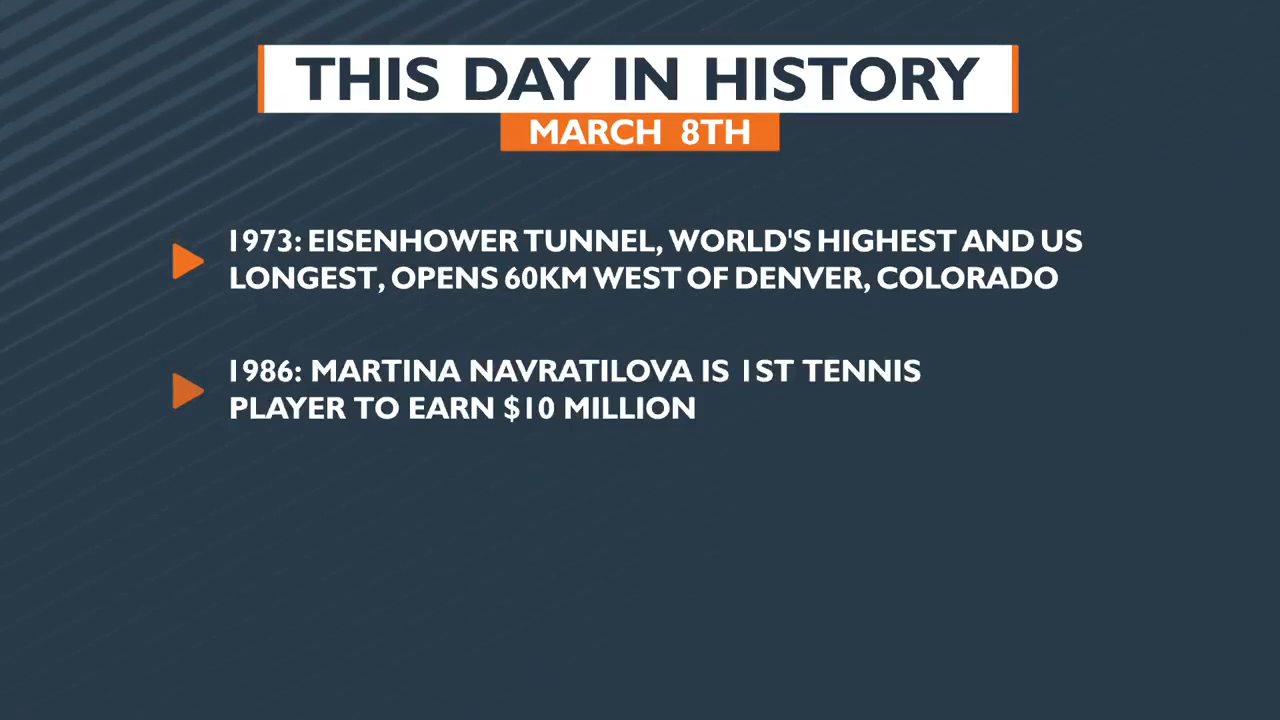 THIS DAY IN HISTORY
MARCH 8TH
1973: EISENHOWER TUNNEL, WORLD'S HIGHEST AND US
LONGEST, OPENS 60KM WEST OF DENVER, COLORADO
1986: MARTINA NAVRATILOVA IS 1ST TENNIS
PLAYER TO EARN $10 MILLION